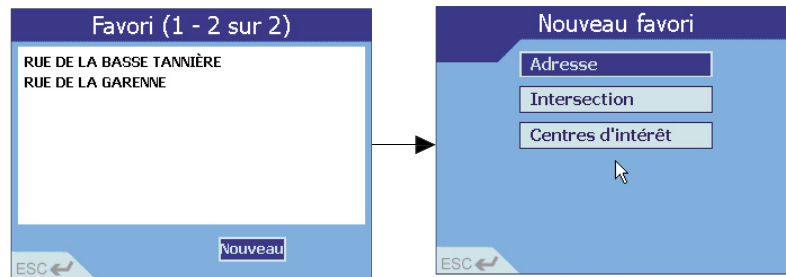 Favori (1 - 2 sur 2)
RUE DE LA BASSE TANNIÈRE
RUE DE LA GARENNE
Nouveau
ESC
Nouveau favori
Adresse
Intersection
Centres d'intérêt
ESC